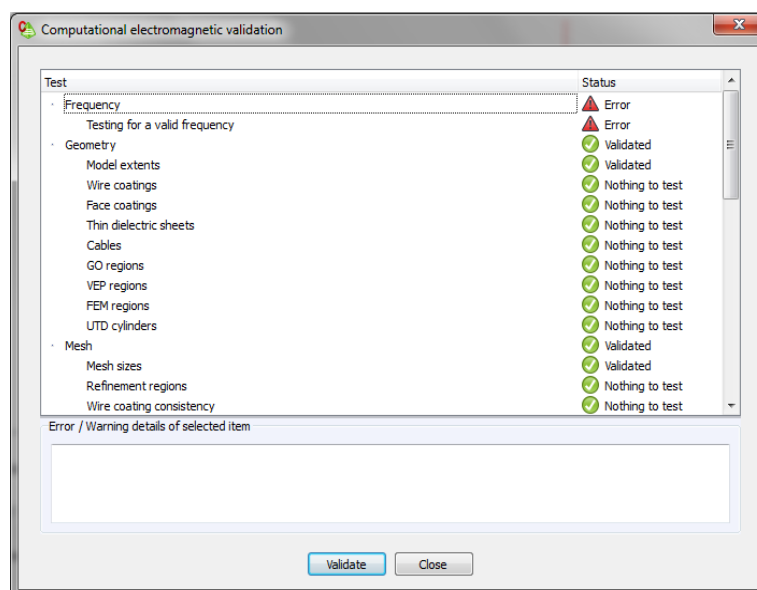 Computational electromagnetic validation
Test Status
Frequency Error
Testing for a valid frequency Error
Geometry Validated
Model extents Validated
Wire coatings Nothing to test
Face coatings Nothing to test
Thin dielectric sheets Nothing to test
Cables Nothing to test
GO regions Nothing to test
VEP regions Nothing to test
FEM regions Nothing to test
UTD cylinders Nothing to test
Mesh Validated
Mesh sizes Validated
Refinement regions Nothing to test
Wire coating consistency Nothing to test
Error / Warning details of selected item
Validate Close